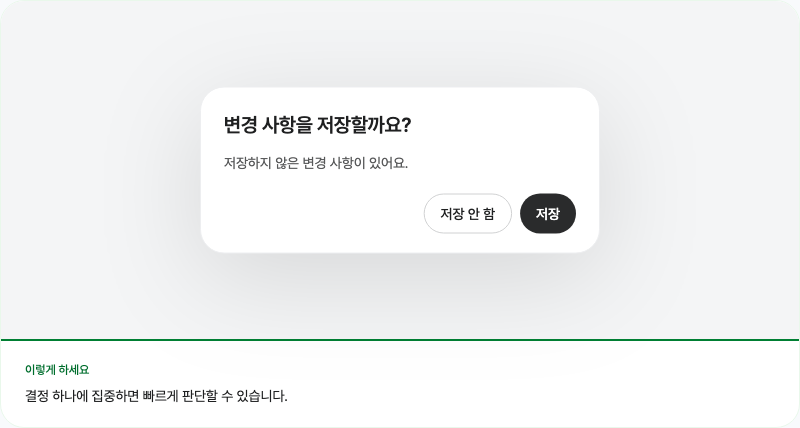 변경 사항을 저장할까요?
저장하지 않은 변경 사항이 있어요.
저장 안 함
저장
이렇게 하세요
결정 하나에 집중하면 빠르게 판단할 수 있습니다.